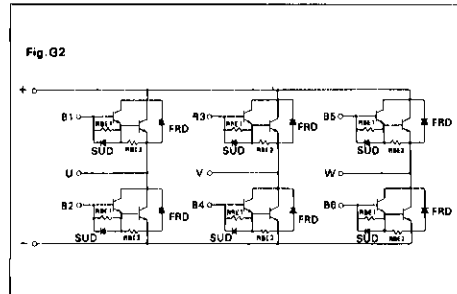 Fig.G2
+
B1 RBE1 SUD RBE2 FRD
B3 RBE1 SUD RBE2 FRD
B5 RBE1 SUD RBE2 FRD
U V W
B2 RBE1 SUD RBE2 FRD
B4 RBE1 SUD RBE2 FRD
B6 RBE1 SUD RBE2 FRD
−